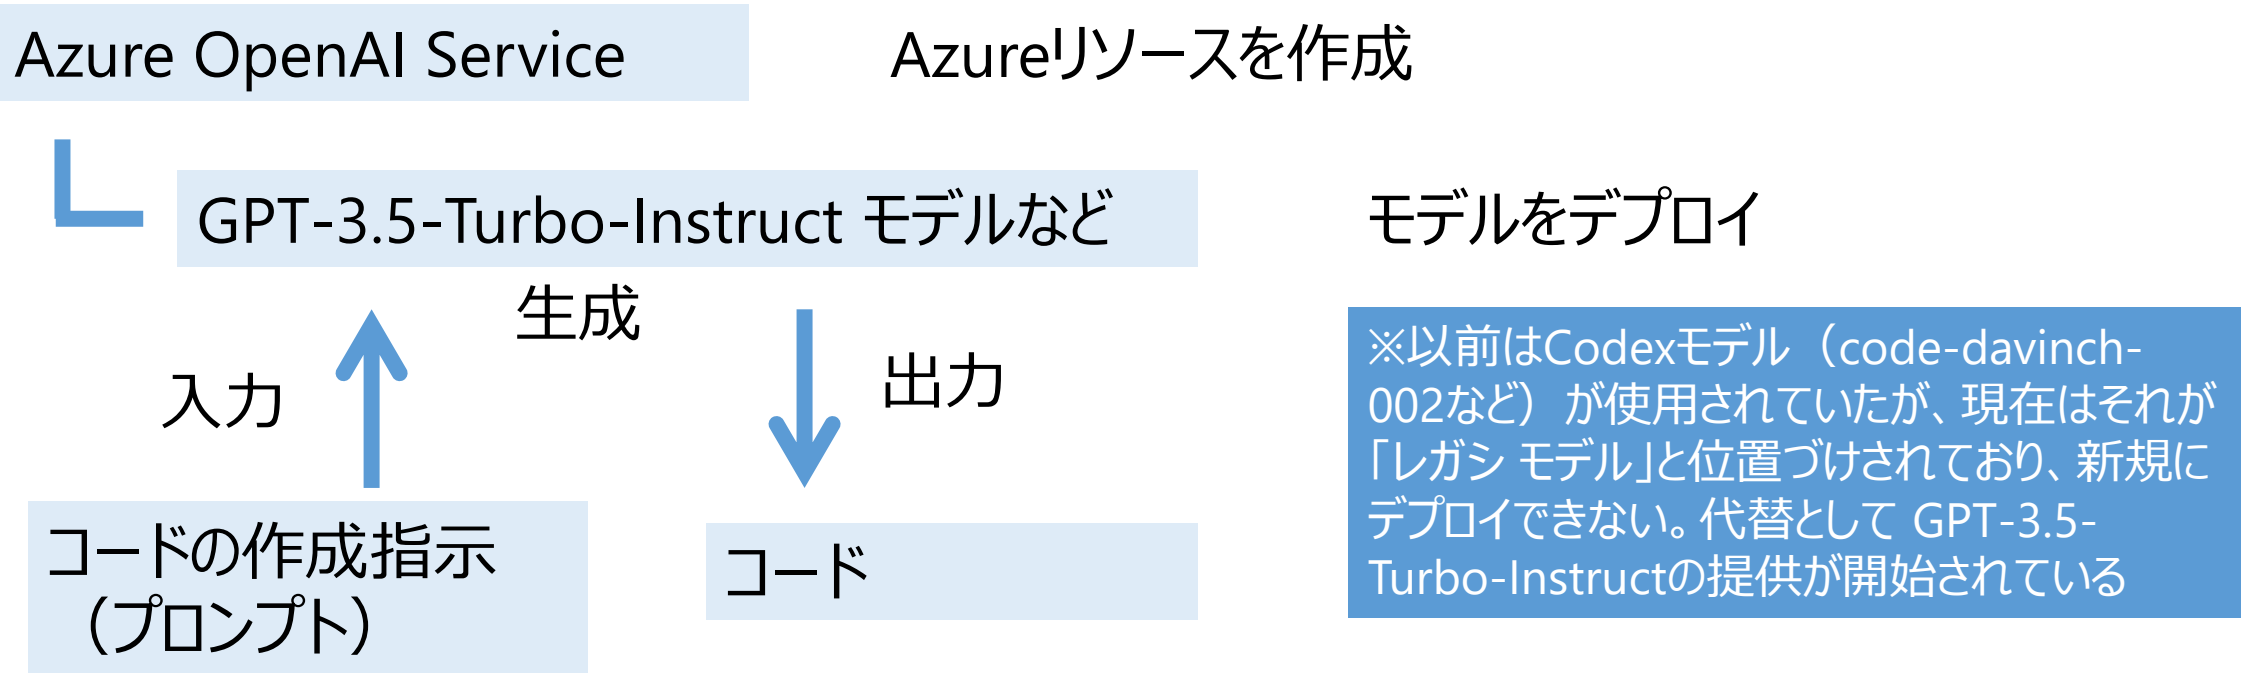 Azure OpenAI Service
Azureリソースを作成
GPT-3.5-Turbo-Instruct モデルなど
モデルをデプロイ
生成
入力
出力
コードの作成指示
（プロンプト）
コード
※以前はCodexモデル（code-davinch-
002など）が使用されていたが、現在はそれが
「レガシ モデル」と位置づけされており、新規に
デプロイできない。代替として GPT-3.5-
Turbo-Instructの提供が開始されている